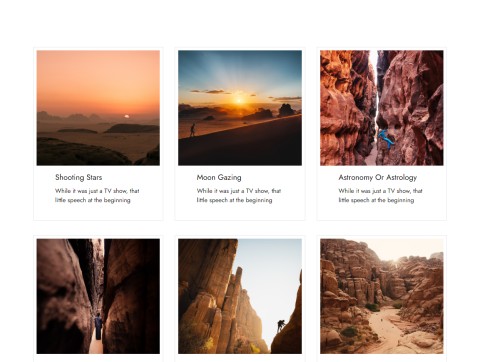 Shooting Stars
While it was just a TV show, that
little speech at the beginning
Moon Gazing
While it was just a TV show, that
little speech at the beginning
Astronomy Or Astrology
While it was just a TV show, that
little speech at the beginning